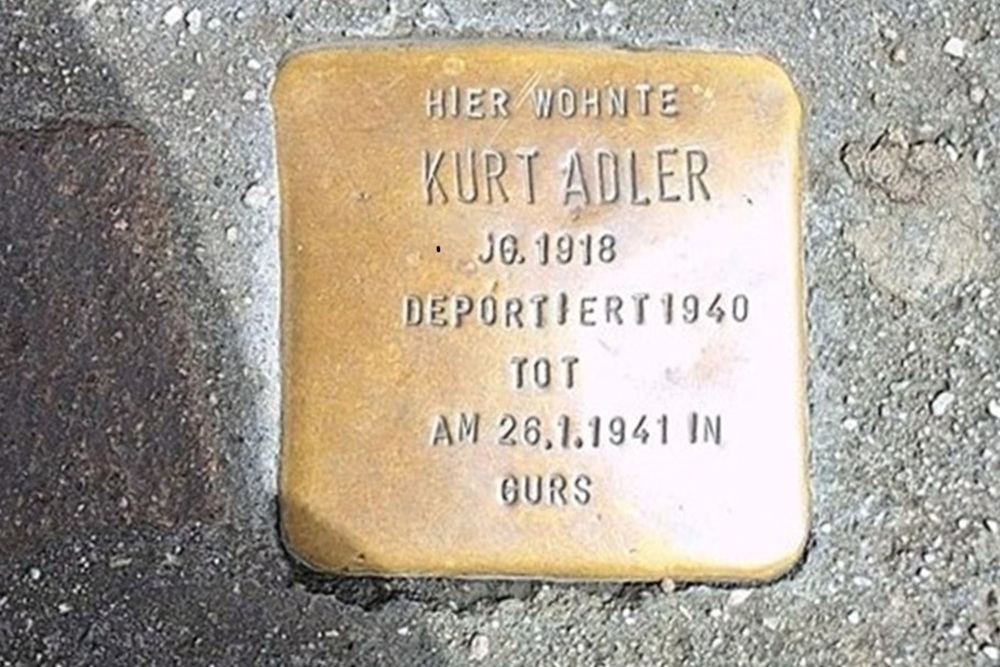 HIER WOHNTE
KURT ADLER
JG. 1918
DEPORTIERT 1940
TOT
AM 26.1.1941 IN
GURS